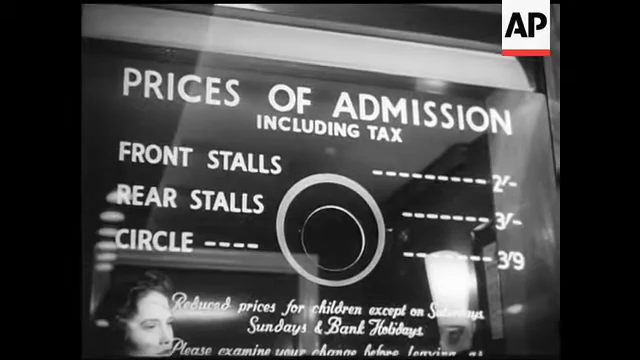 AP
PRICES OF ADMISSION
INCLUDING TAX
FRONT STALLS -------- 2/-
REAR STALLS ------- 3/-
CIRCLE ---- ------- 3/9
Reduced prices for children except on Saturdays,
Sundays & Bank Holidays.
Please examine your change before leaving as